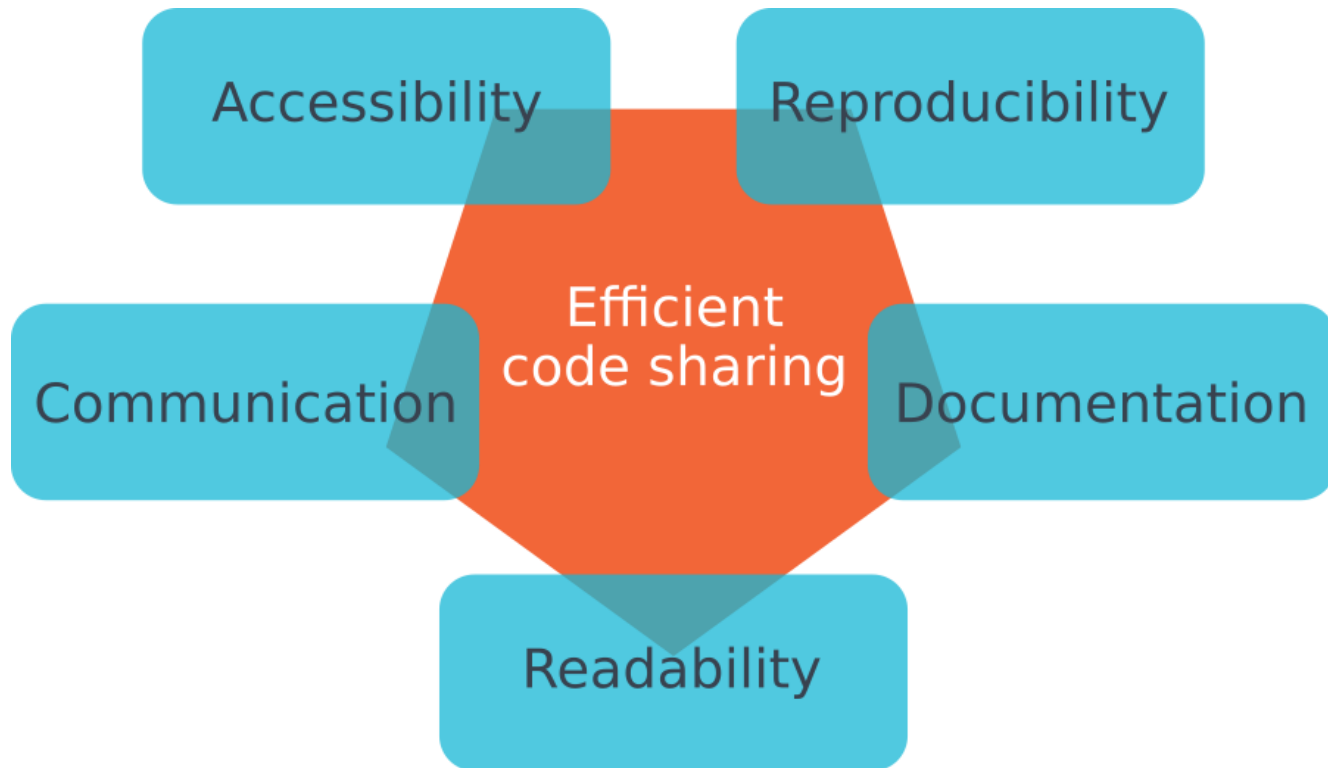 Accessibility
Reproducibility
Efficient
code sharing
Communication
Documentation
Readability